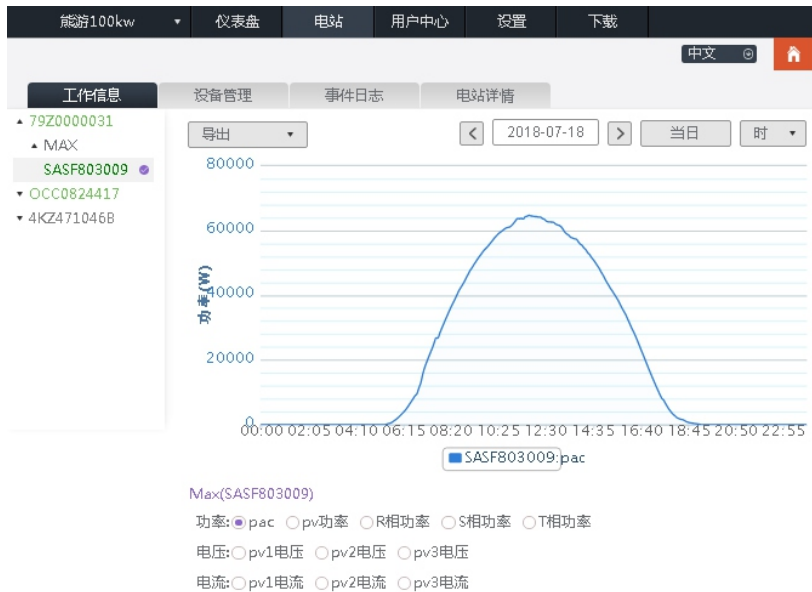 熊游100kw 仪表盘 电站 用户中心 设置 下载
中文
工作信息 设备管理 事件日志 电站详情
79Z0000031
MAX
SASF803009
OCC0824417
4KZ471046B
导出 2018-07-18 当日 时
80000
60000
40000
20000
0
功率(W)
00:00 02:05 04:10 06:15 08:20 10:25 12:30 14:35 16:40 18:45 20:50 22:55
SASF803009:pac
Max(SASF803009)
功率: pac pv功率 R相功率 S相功率 T相功率
电压: pv1电压 pv2电压 pv3电压
电流: pv1电流 pv2电流 pv3电流